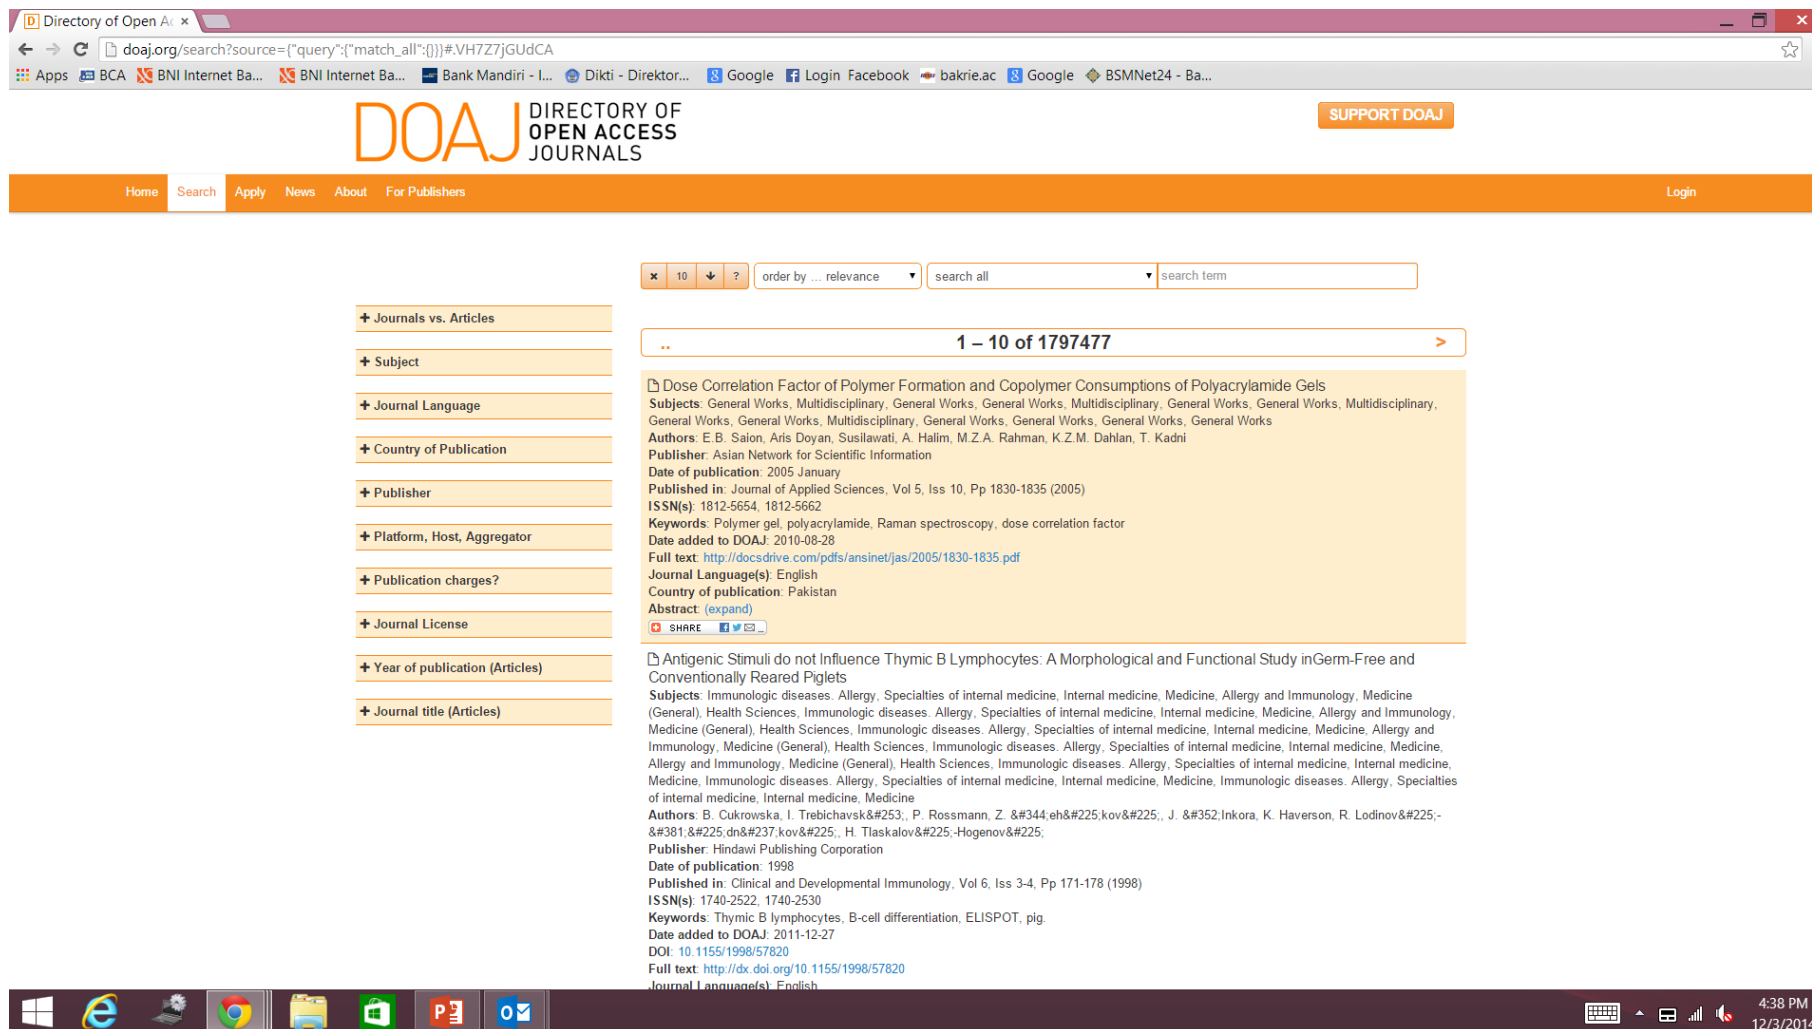 Directory of Open Ac ×
doaj.org/search?source={"query":{"match_all":{}}}#.VH7Z7jGUdCA
Apps BCA BNI Internet Ba... BNI Internet Ba... Bank Mandiri - I... Dikti - Direktor... Google Login Facebook bakrie.ac Google BSMNet24 - Ba...
DOAJ DIRECTORY OF
OPEN ACCESS
JOURNALS
SUPPORT DOAJ
Home Search Apply News About For Publishers Login
10 ? order by ... relevance search all search term
Journals vs. Articles
Subject
Journal Language
Country of Publication
Publisher
Platform, Host, Aggregator
Publication charges?
Journal License
Year of publication (Articles)
Journal title (Articles)
.. 1 – 10 of 1797477 >
Dose Correlation Factor of Polymer Formation and Copolymer Consumptions of Polyacrylamide Gels
Subjects: General Works, Multidisciplinary, General Works, General Works, Multidisciplinary, General Works, General Works, Multidisciplinary,
General Works, General Works, Multidisciplinary, General Works, General Works, General Works, General Works
Authors: E.B. Saion, Aris Doyan, Susilawati, A. Halim, M.Z.A. Rahman, K.Z.M. Dahlan, T. Kadni
Publisher: Asian Network for Scientific Information
Date of publication: 2005 January
Published in: Journal of Applied Sciences, Vol 5, Iss 10, Pp 1830-1835 (2005)
ISSN(s): 1812-5654, 1812-5662
Keywords: Polymer gel, polyacrylamide, Raman spectroscopy, dose correlation factor
Date added to DOAJ: 2010-08-28
Full text: http://docsdrive.com/pdfs/ansinet/jas/2005/1830-1835.pdf
Journal Language(s): English
Country of publication: Pakistan
Abstract: (expand)
SHARE
Antigenic Stimuli do not Influence Thymic B Lymphocytes: A Morphological and Functional Study inGerm-Free and
Conventionally Reared Piglets
Subjects: Immunologic diseases. Allergy, Specialties of internal medicine, Internal medicine, Medicine, Allergy and Immunology, Medicine
(General), Health Sciences, Immunologic diseases. Allergy, Specialties of internal medicine, Internal medicine, Medicine, Allergy and Immunology,
Medicine (General), Health Sciences, Immunologic diseases. Allergy, Specialties of internal medicine, Internal medicine, Medicine, Allergy and
Immunology, Medicine (General), Health Sciences, Immunologic diseases. Allergy, Specialties of internal medicine, Internal medicine, Medicine,
Allergy and Immunology, Medicine (General), Health Sciences, Immunologic diseases. Allergy, Specialties of internal medicine, Internal medicine,
Medicine, Immunologic diseases. Allergy, Specialties of internal medicine, Internal medicine, Medicine, Immunologic diseases. Allergy, Specialties
of internal medicine, Internal medicine, Medicine
Authors: B. Cukrowska, I. Trebichavsk&#253;, P. Rossmann, Z. &#344;eh&#225;kov&#225;, J. &#352;Inkora, K. Haverson, R. Lodinov&#225;-
&#381;&#225;dn&#237;kov&#225;, H. Tlaskalov&#225;-Hogenov&#225;
Publisher: Hindawi Publishing Corporation
Date of publication: 1998
Published in: Clinical and Developmental Immunology, Vol 6, Iss 3-4, Pp 171-178 (1998)
ISSN(s): 1740-2522, 1740-2530
Keywords: Thymic B lymphocytes, B-cell differentiation, ELISPOT, pig.
Date added to DOAJ: 2011-12-27
DOI: 10.1155/1998/57820
Full text: http://dx.doi.org/10.1155/1998/57820
Journal Language(s): English
4:38 PM
12/3/2014